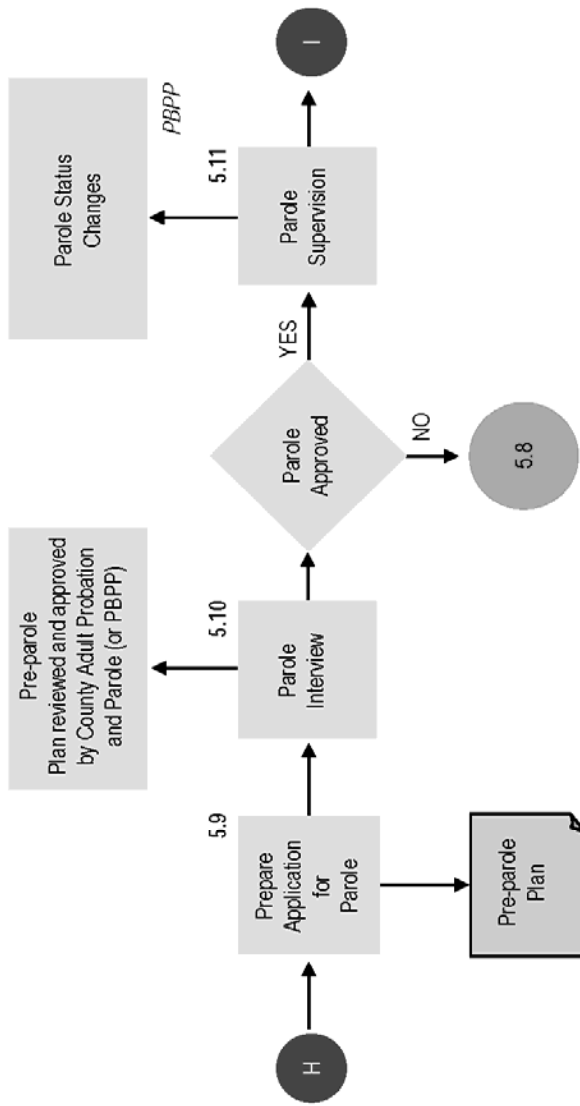 H
5.9
Prepare
Application
for
Parole
Pre-parole
Plan
Pre-parole
Plan reviewed and approved
by County Adult Probation
and Parole (or PBPP)
5.10
Parole
Interview
Parole
Approved
YES
NO
5.8
Parole Status
Changes
PBPP
5.11
Parole
Supervision
I